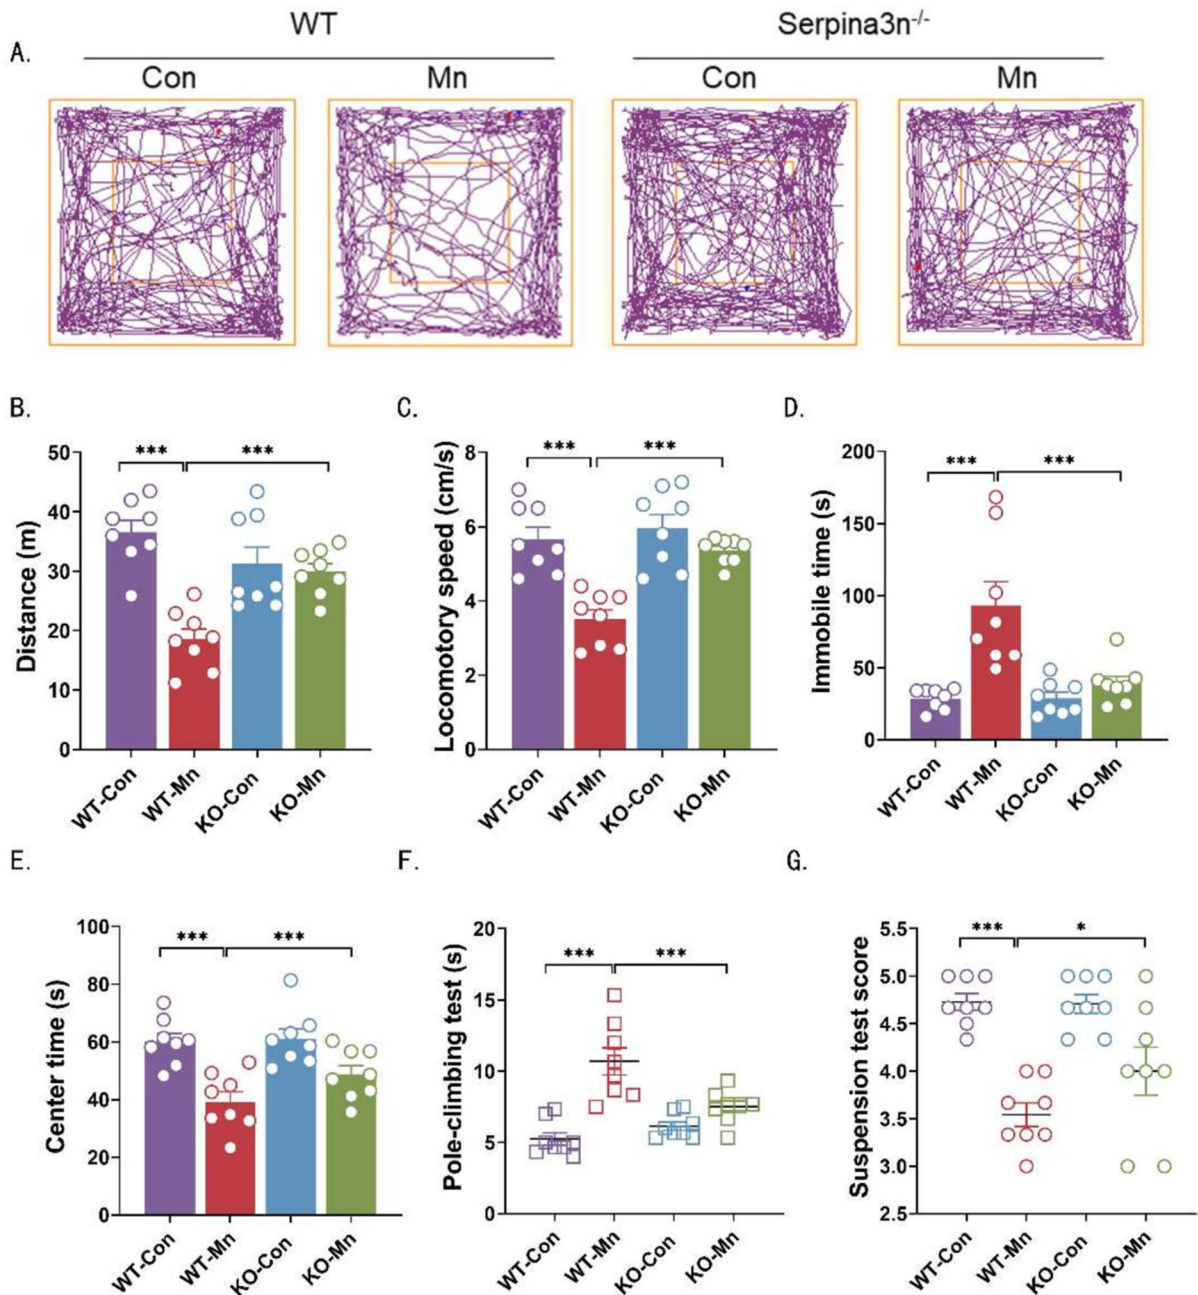 WT Serpina3n-/-
A.
Con Mn Con Mn
B. C. D.
Distance (m)
50
40
30
20
10
0
*** ***
WT-Con WT-Mn KO-Con KO-Mn
Locomotory speed (cm/s)
8
6
4
2
0
*** ***
WT-Con WT-Mn KO-Con KO-Mn
Immobile time (s)
200
150
100
50
0
*** ***
WT-Con WT-Mn KO-Con KO-Mn
E. F. G.
Center time (s)
100
80
60
40
20
0
*** ***
WT-Con WT-Mn KO-Con KO-Mn
Pole-climbing test (s)
20
15
10
5
0
*** ***
WT-Con WT-Mn KO-Con KO-Mn
Suspension test score
5.5
5.0
4.5
4.0
3.5
3.0
2.5
*** *
WT-Con WT-Mn KO-Con KO-Mn